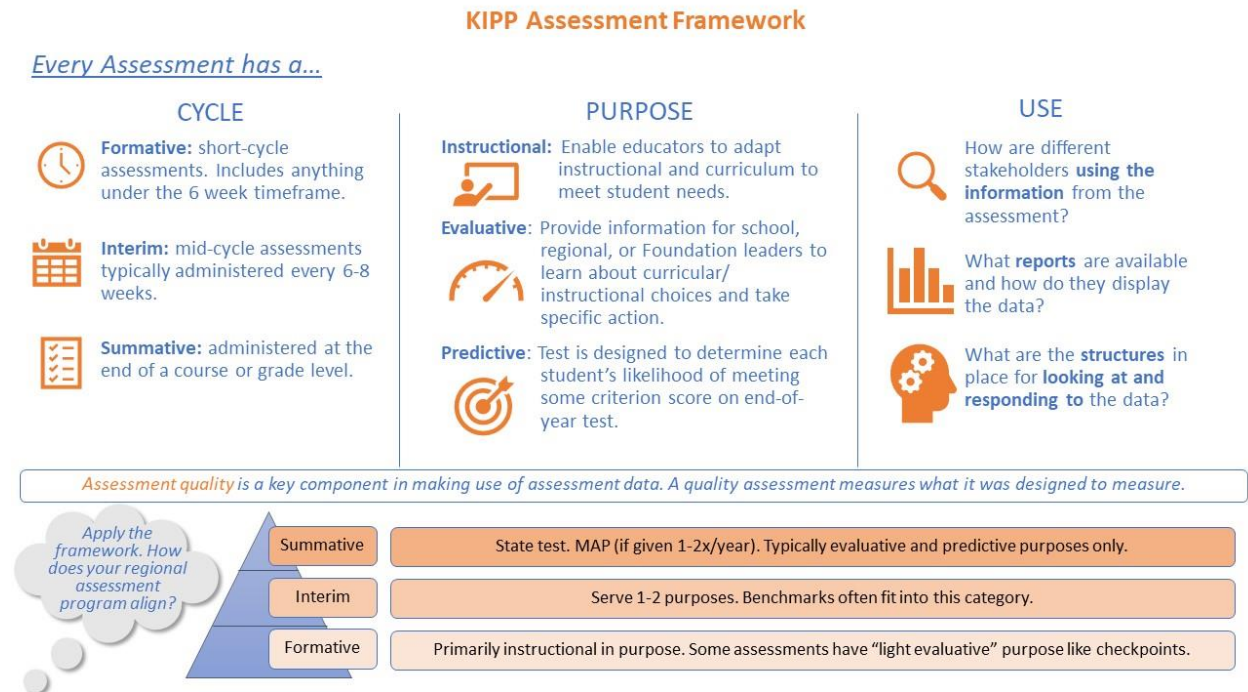 KIPP Assessment Framework
Every Assessment has a...
CYCLE
Formative: short-cycle
assessments. Includes anything
under the 6 week timeframe.
Interim: mid-cycle assessments
typically administered every 6-8
weeks.
Summative: administered at the
end of a course or grade level.
PURPOSE
Instructional: Enable educators to adapt
instructional and curriculum to
meet student needs.
Evaluative: Provide information for school,
regional, or Foundation leaders to
learn about curricular/
instructional choices and take
specific action.
Predictive: Test is designed to determine each
student's likelihood of meeting
some criterion score on end-of-
year test.
USE
How are different
stakeholders using the
information from the
assessment?
What reports are available
and how do they display
the data?
What are the structures in
place for looking at and
responding to the data?
Assessment quality is a key component in making use of assessment data. A quality assessment measures what it was designed to measure.
Apply the
framework. How
does your regional
assessment
program align?
Summative
State test. MAP (if given 1-2x/year). Typically evaluative and predictive purposes only.
Interim
Serve 1-2 purposes. Benchmarks often fit into this category.
Formative
Primarily instructional in purpose. Some assessments have “light evaluative” purpose like checkpoints.